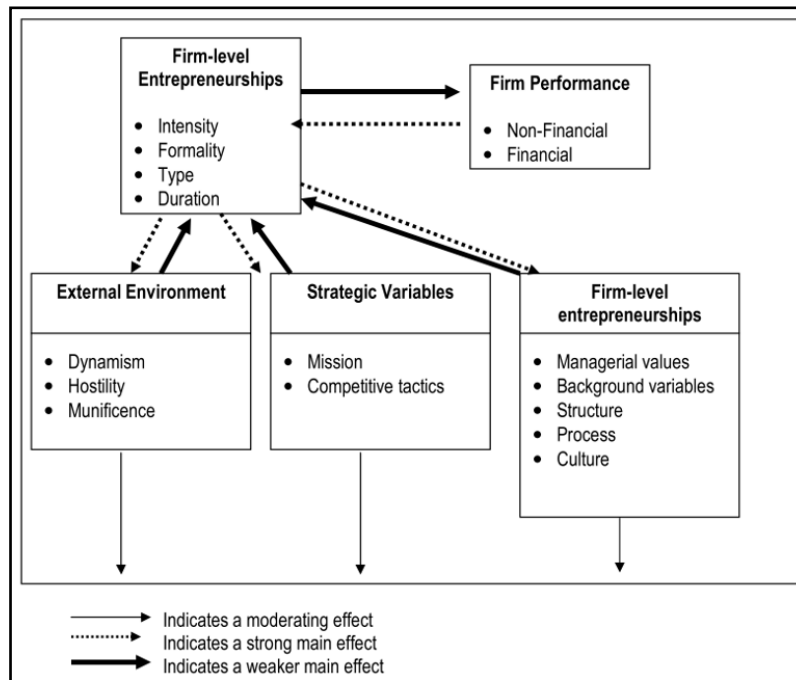 Firm-level
Entrepreneurships
• Intensity
• Formality
• Type
• Duration
Firm Performance
• Non-Financial
• Financial
External Environment
• Dynamism
• Hostility
• Munificence
Strategic Variables
• Mission
• Competitive tactics
Firm-level
entrepreneurships
• Managerial values
• Background variables
• Structure
• Process
• Culture
Indicates a moderating effect
Indicates a strong main effect
Indicates a weaker main effect